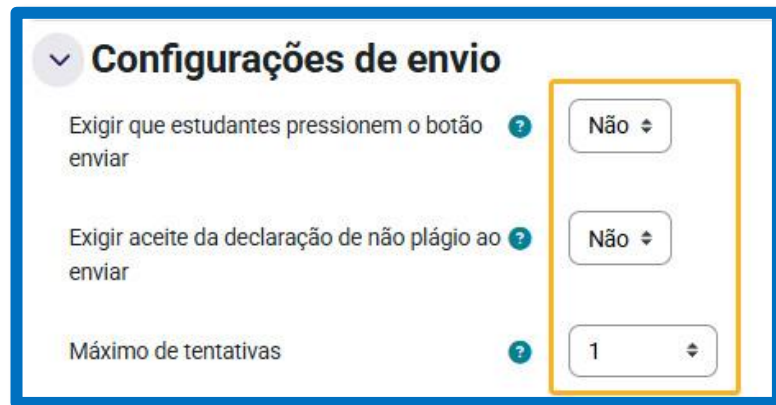 Configurações de envio
Exigir que estudantes pressionem o botão ? Não
enviar
Exigir aceite da declaração de não plágio ao ? Não
enviar
Máximo de tentativas ? 1